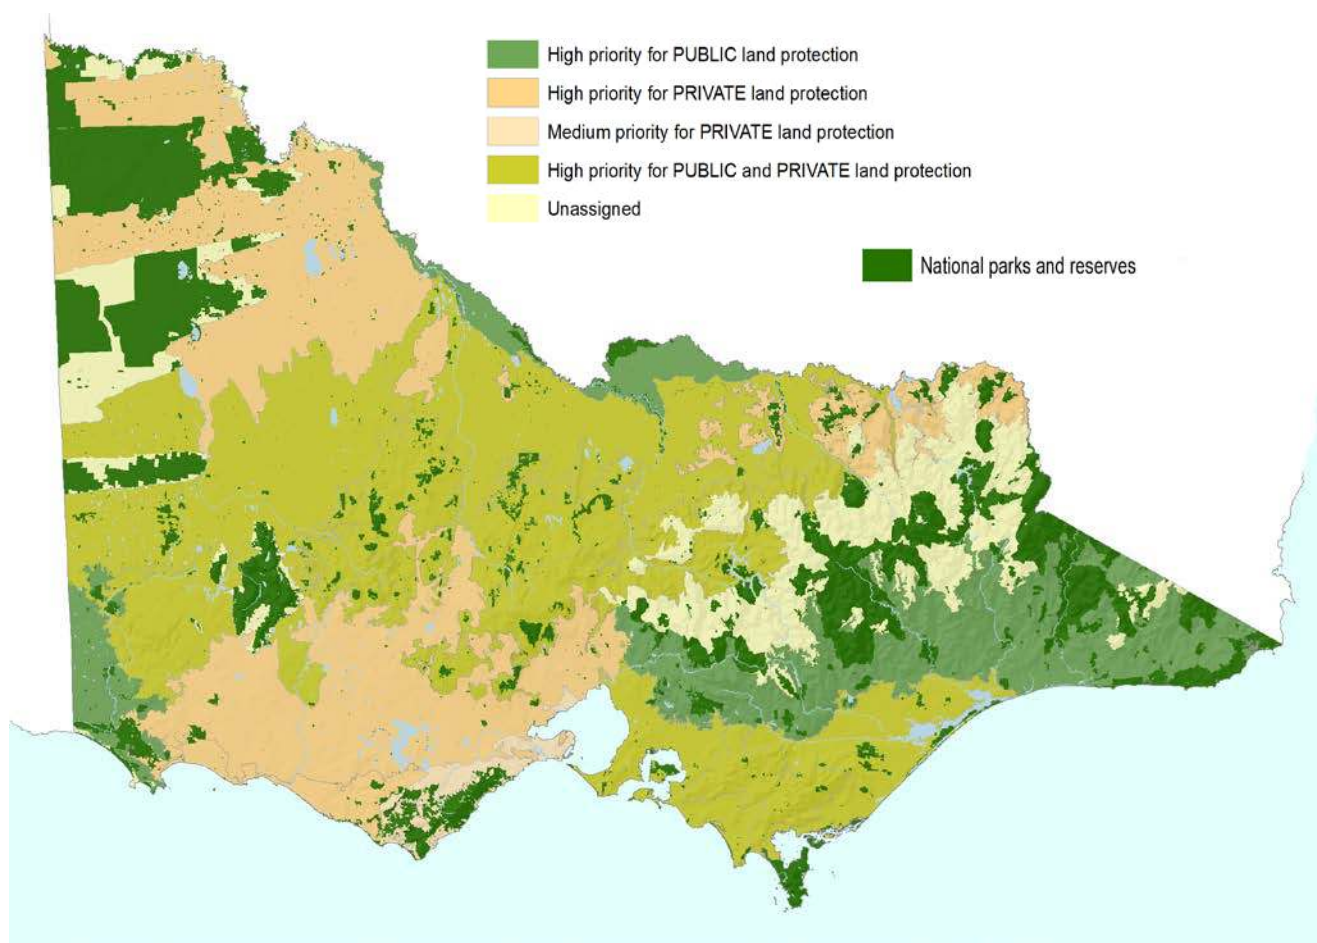 High priority for PUBLIC land protection
High priority for PRIVATE land protection
Medium priority for PRIVATE land protection
High priority for PUBLIC and PRIVATE land protection
Unassigned
National parks and reserves